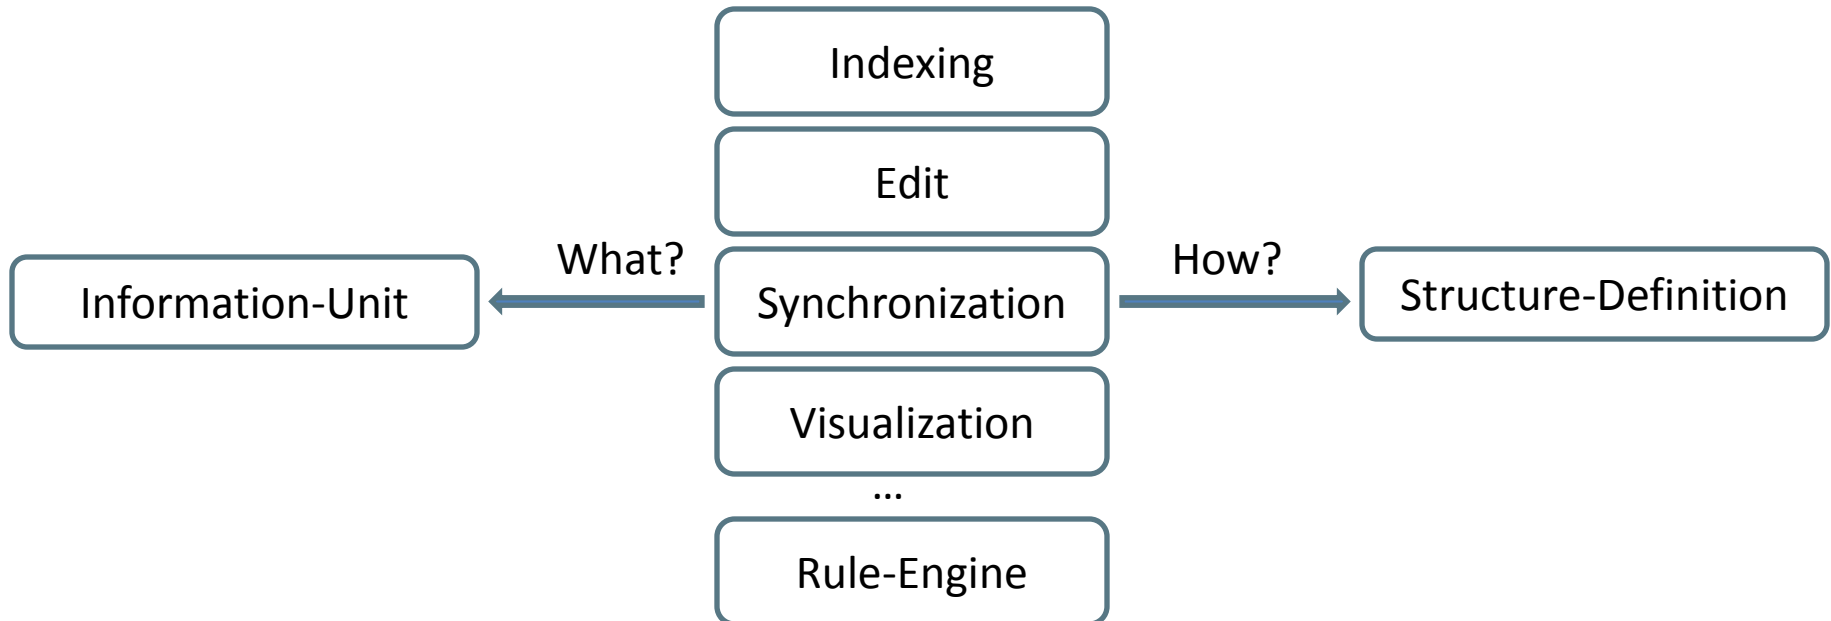 Indexing
Edit
What?
How?
Information-Unit
Synchronization
Structure-Definition
Visualization
...
Rule-Engine